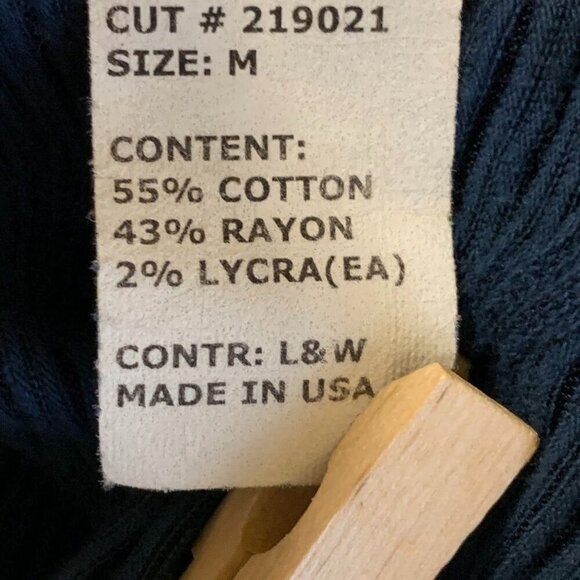 CUT # 219021
SIZE: M
CONTENT:
55% COTTON
43% RAYON
2% LYCRA(EA)
CONTR: L&W
MADE IN USA